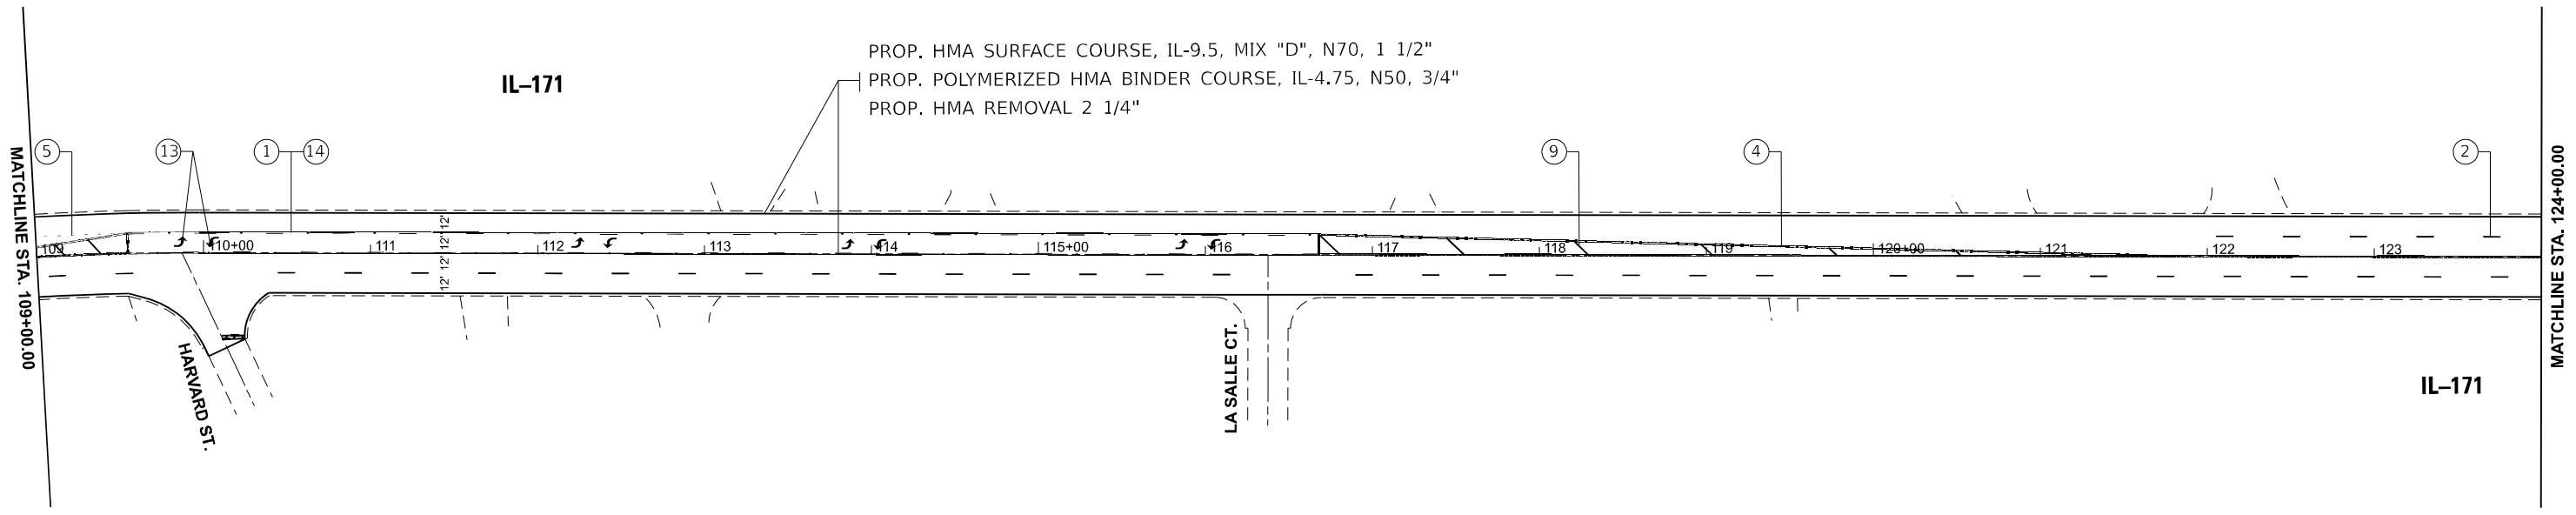 PROP. HMA SURFACE COURSE, IL-9.5, MIX "D", N70, 1 1/2"
IL–171
PROP. POLYMERIZED HMA BINDER COURSE, IL-4.75, N50, 3/4"
PROP. HMA REMOVAL 2 1/4"
5
13
1
14
9
4
2
MATCHLINE STA. 109+00.00
MATCHLINE STA. 124+00.00
12' 12' 12' 12'
109
110+00
111
112
113
114
115+00
116
117
118
119
120+00
121
122
123
HARVARD ST.
LA SALLE CT.
IL–171